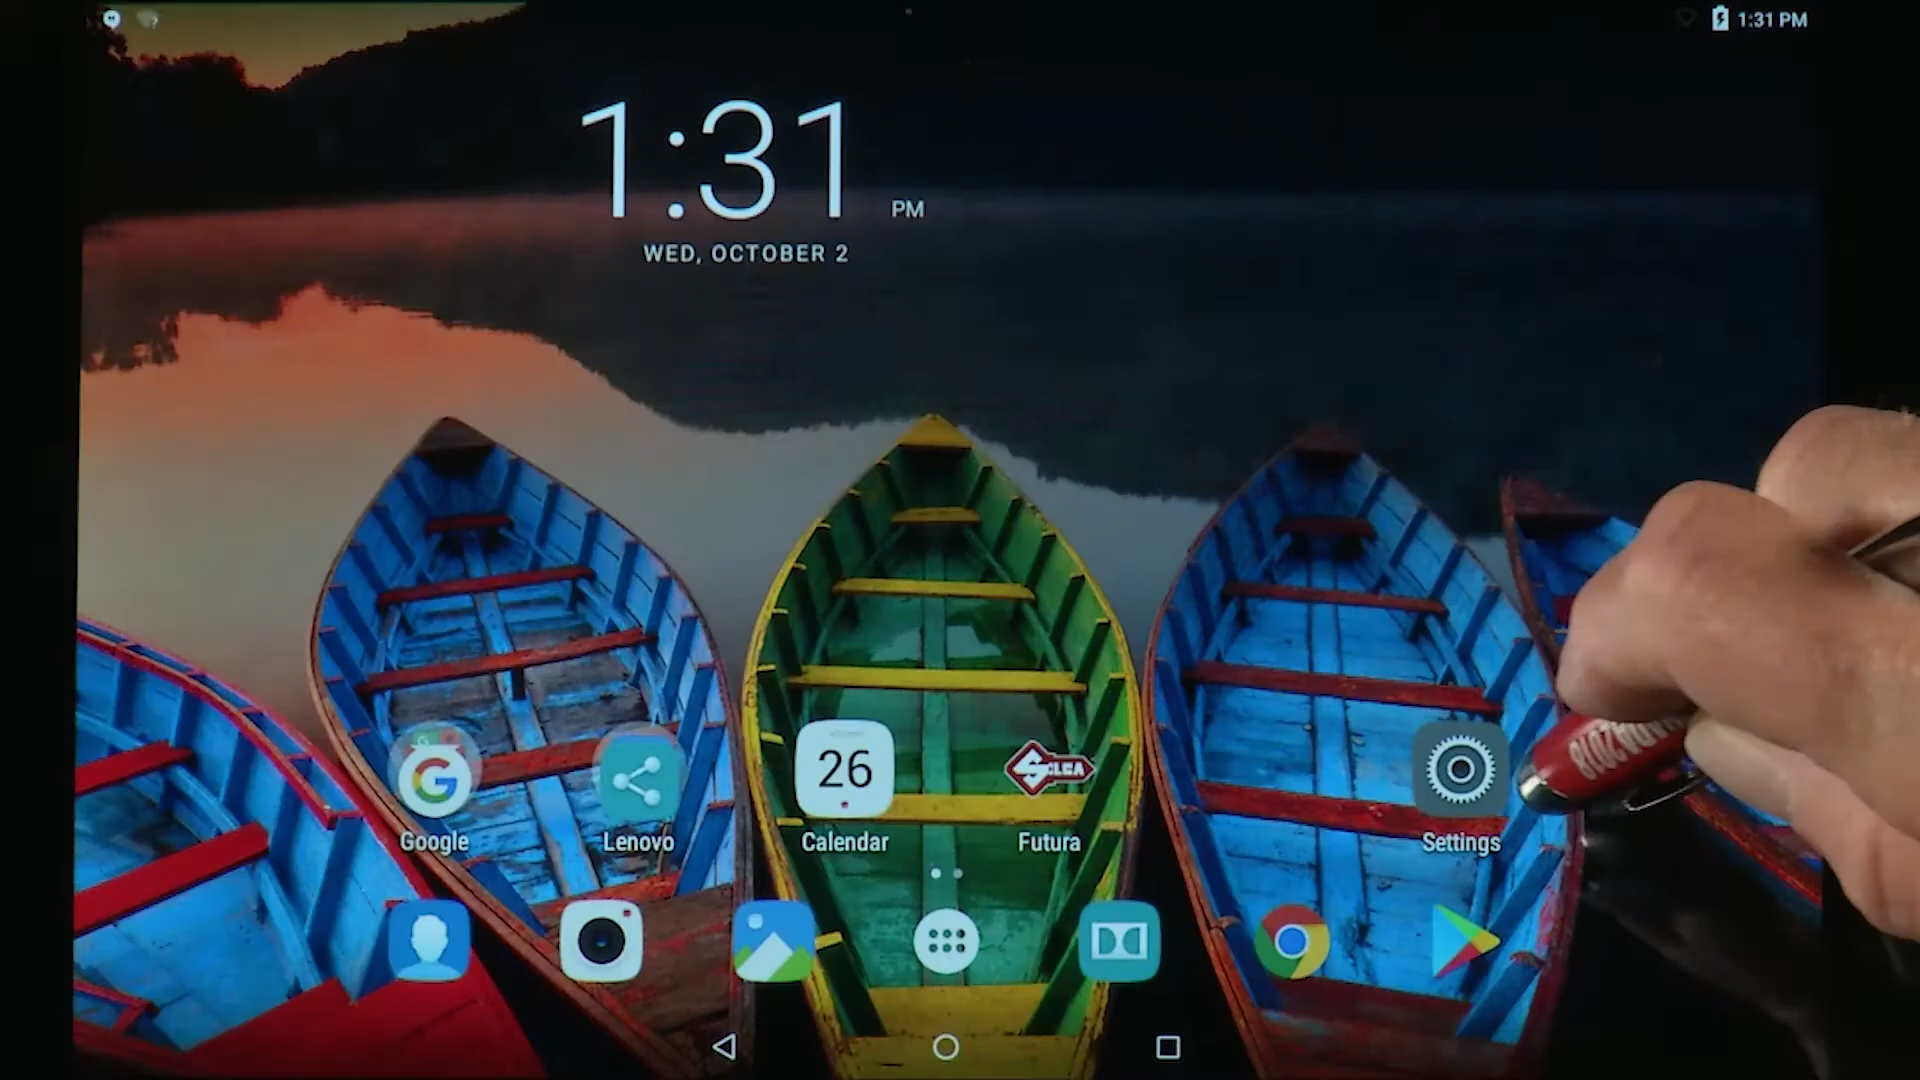 1:31 PM
1:31 PM
WED, OCTOBER 2
26
SILCA
Google
Lenovo
Calendar
Futura
Settings